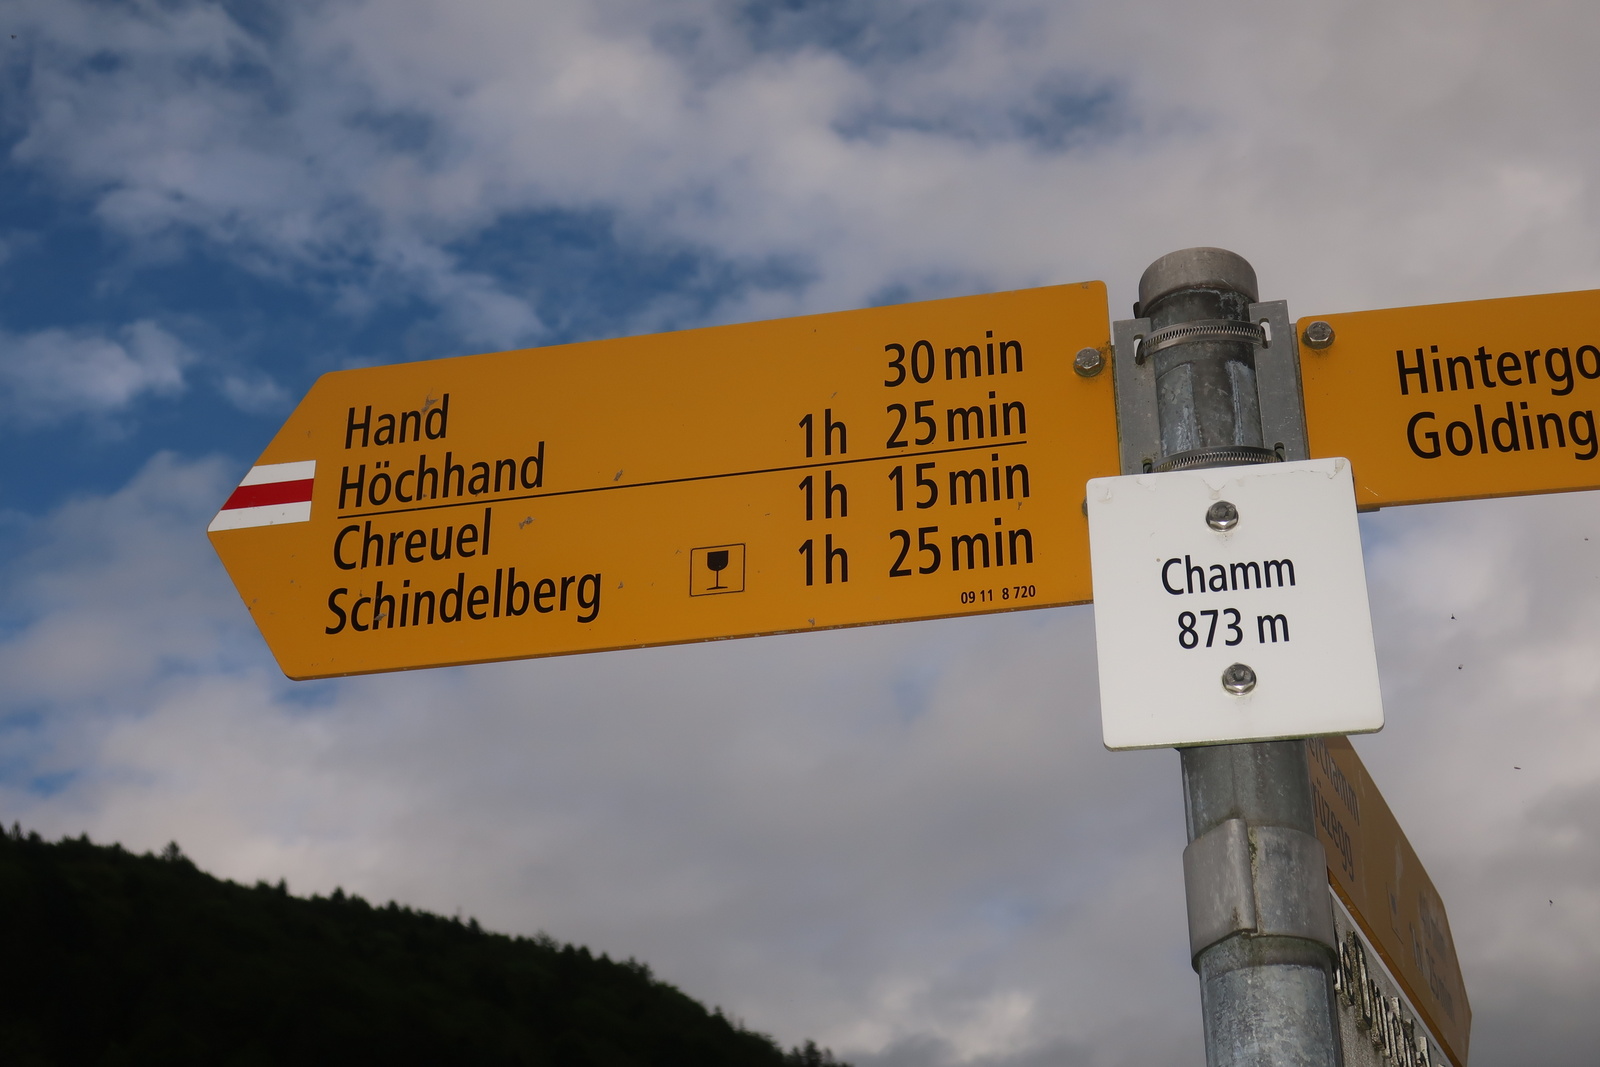 Hand 30 min
Höchhand 1h 25 min
Chreuel 1h 15 min
Schindelberg 1h 25 min
09 11 8 720
Hintergo
Golding
Chamm
873 m